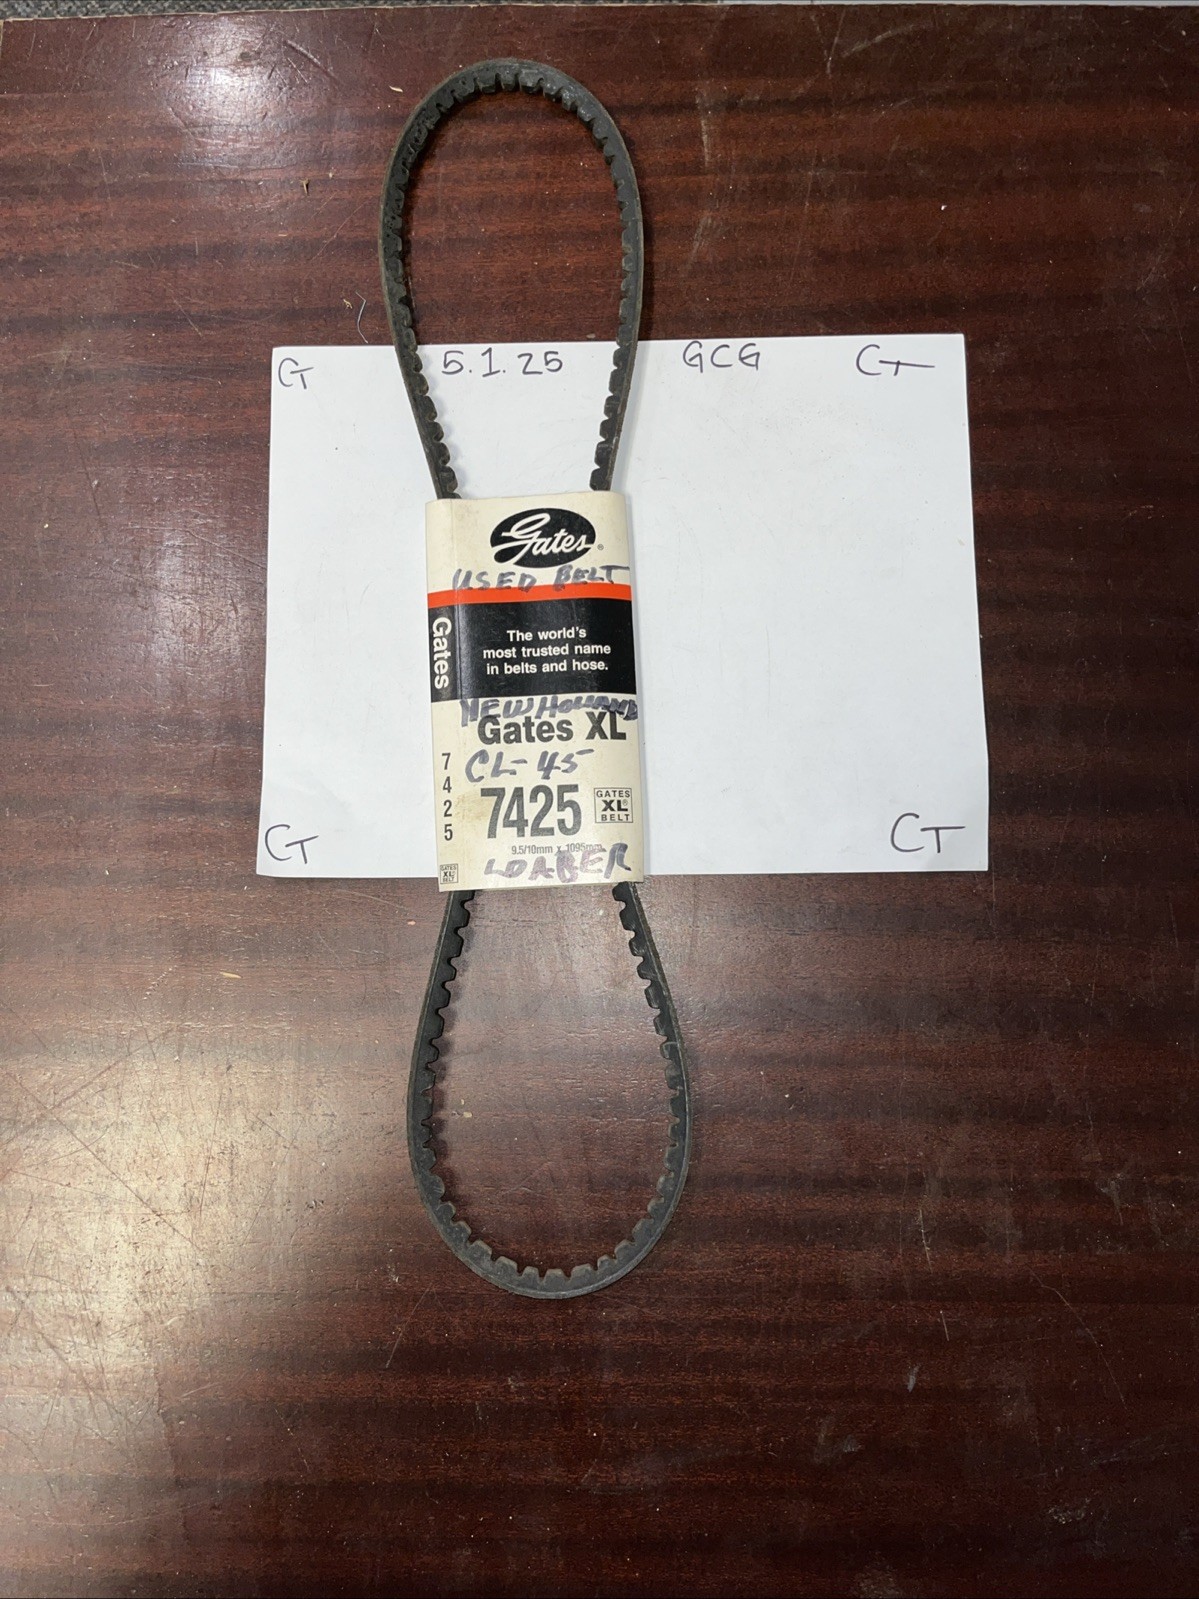 CT 5.1.25 GCG CT
Gates®
USED BELT
The world's
most trusted name
in belts and hose.
Gates
NEW HOLLAND
Gates XL
CL-45
7425
GATES
XL®
BELT
9.5/10mm x 1095mm
LOADER
7
4
2
5
GATES
XL®
BELT
CT CT